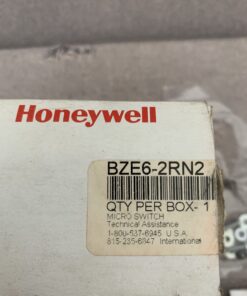 Honeywell
BZE6-2RN2
QTY PER BOX- 1
MICRO SWITCH
Technical Assistance
1-800-537-6945 U.S.A.
815-235-6847 International